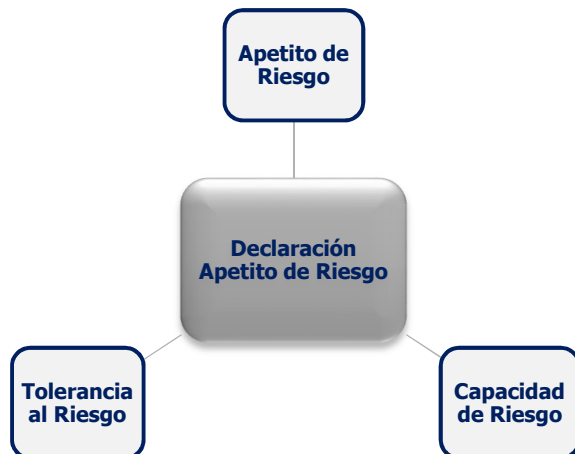 Apetito de
Riesgo
Declaración
Apetito de Riesgo
Tolerancia
al Riesgo
Capacidad
de Riesgo